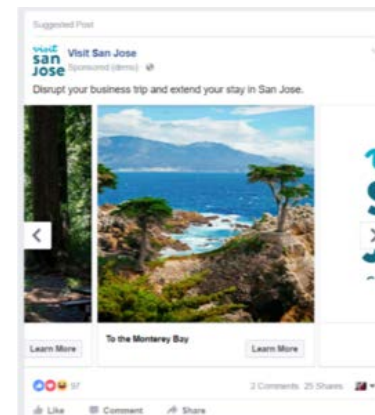 Suggested Post
visit
san
jose
Visit San Jose
Sponsored (demo)
Disrupt your business trip and extend your stay in San Jose.
Learn More
To the Monterey Bay
Learn More
97
2 Comments 25 Shares
Like Comment Share